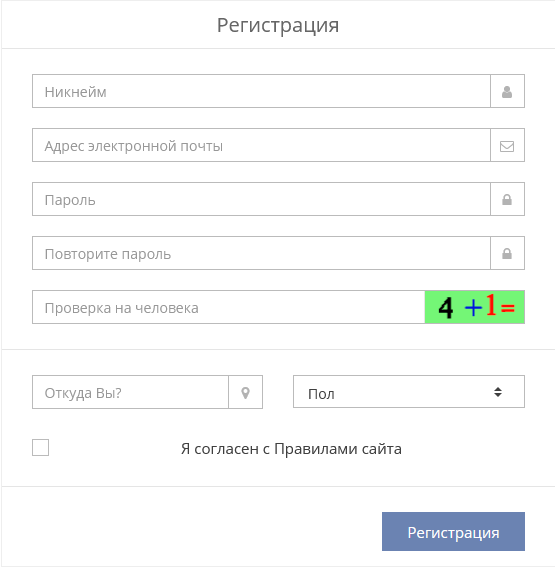 Регистрация
Никнейм
Адрес электронной почты
Пароль
Повторите пароль
Проверка на человека 4 +1=
Откуда Вы? Пол
Я согласен с Правилами сайта
Регистрация